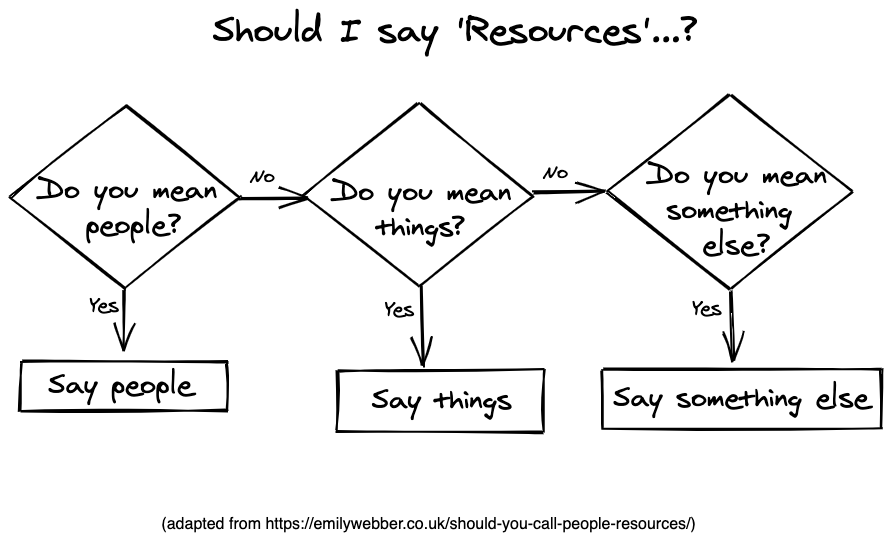 Should I say 'Resources'...?
Do you mean
people?
No
Do you mean
things?
No
Do you mean
something
else?
Yes
Yes
Yes
Say people
Say things
Say something else
(adapted from https://emilywebber.co.uk/should-you-call-people-resources/)